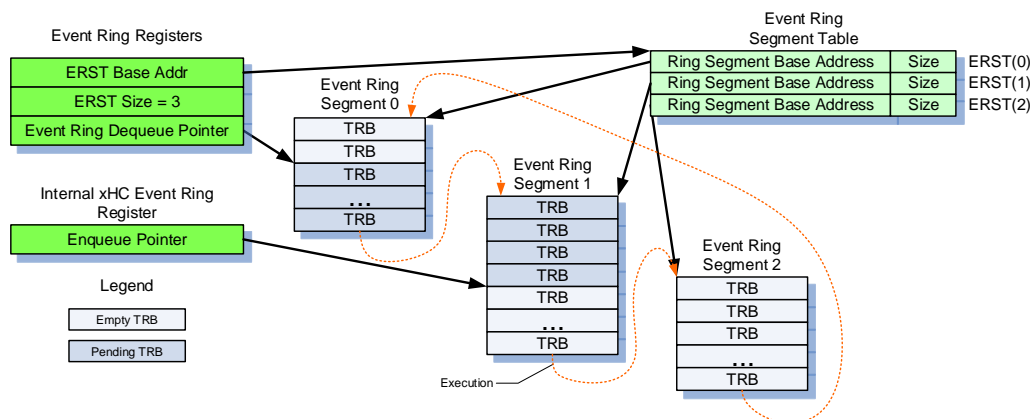 Event Ring Registers
ERST Base Addr
ERST Size = 3
Event Ring Dequeue Pointer
Internal xHC Event Ring
Register
Enqueue Pointer
Legend
Empty TRB
Pending TRB
Event Ring
Segment 0
TRB
TRB
TRB
...
TRB
Event Ring
Segment 1
TRB
TRB
TRB
TRB
TRB
...
TRB
Execution
Event Ring
Segment Table
Ring Segment Base Address Size ERST(0)
Ring Segment Base Address Size ERST(1)
Ring Segment Base Address Size ERST(2)
Event Ring
Segment 2
TRB
TRB
TRB
...
TRB